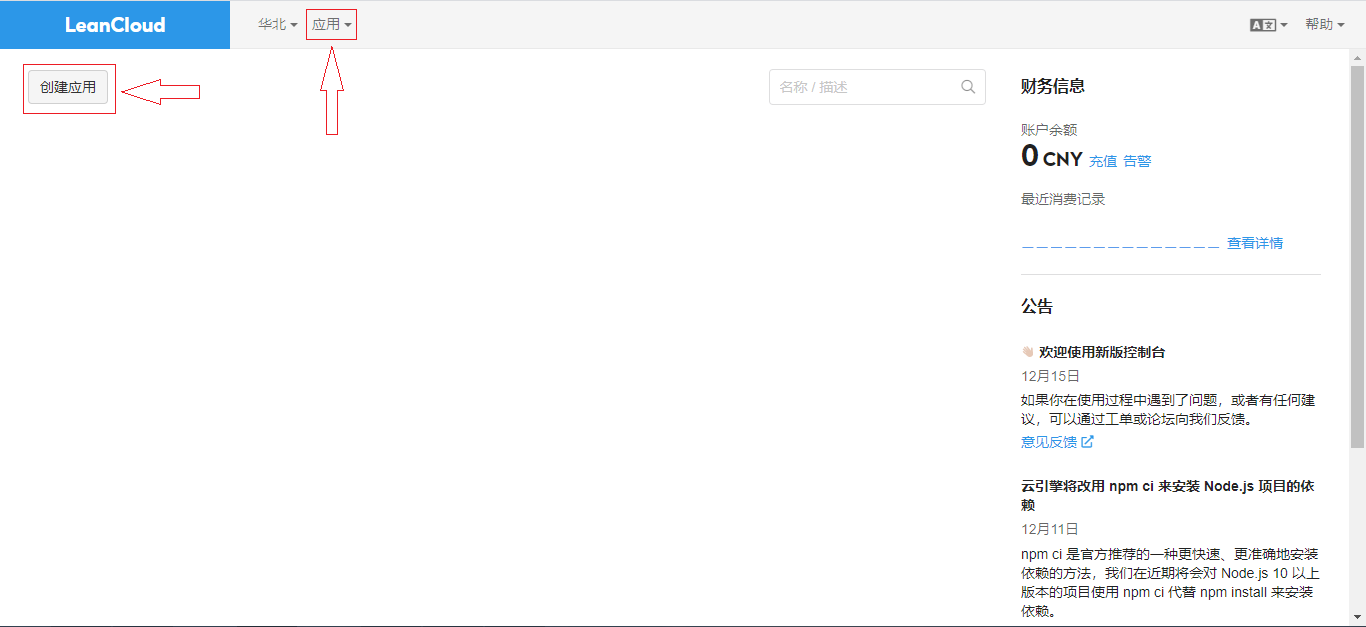 LeanCloud
华北
应用
A文
帮助
创建应用
名称 / 描述
财务信息
账户余额
0 CNY 充值 告警
最近消费记录
查看详情
公告
👋🏻 欢迎使用新版控制台
12月15日
如果你在使用过程中遇到了问题，或者有任何建
议，可以通过工单或论坛向我们反馈。
意见反馈
云引擎将改用 npm ci 来安装 Node.js 项目的依
赖
12月11日
npm ci 是官方推荐的一种更快速、更准确地安装
依赖的方法，我们在近期将会对 Node.js 10 以上
版本的项目使用 npm ci 代替 npm install 来安装
依赖。